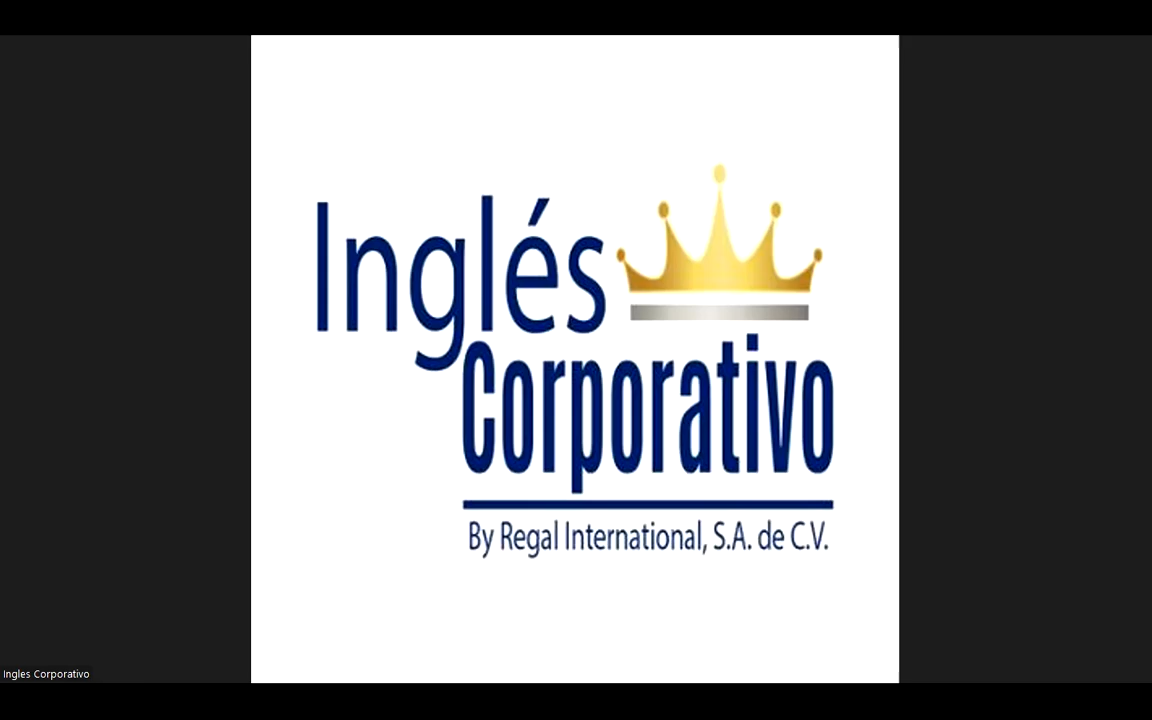 Inglés
Corporativo
By Regal International, S.A. de C.V.
Ingles Corporativo